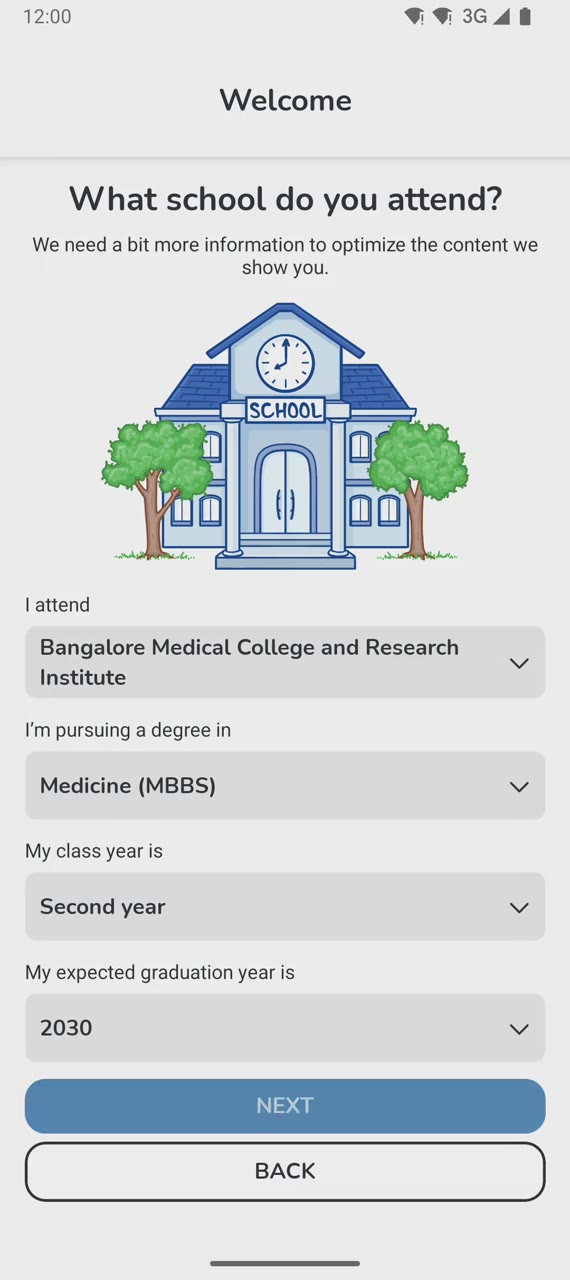 12:00
3G
Welcome
What school do you attend?
We need a bit more information to optimize the content we
show you.
SCHOOL
I attend
Bangalore Medical College and Research
Institute
I’m pursuing a degree in
Medicine (MBBS)
My class year is
Second year
My expected graduation year is
2030
NEXT
BACK